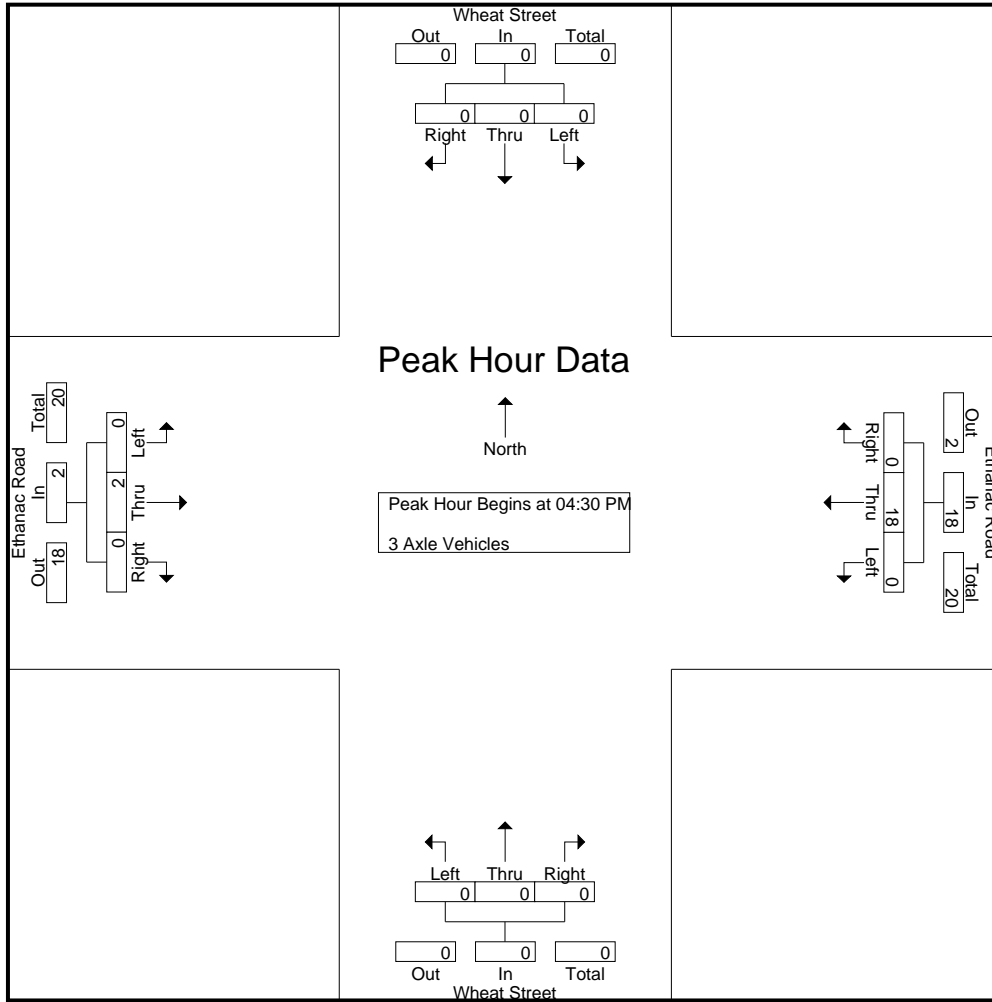 Wheat Street
Out In Total
0 0 0
0 0 0
Right Thru Left
Peak Hour Data
North
Peak Hour Begins at 04:30 PM
3 Axle Vehicles
Ethanac Road
Total In Out
20 2 18
0 2 0
Left Thru Right
Ethanac Road
Out In Total
2 18 20
0 18 0
Right Thru Left
Left Thru Right
0 0 0
0 0 0
Out In Total
Wheat Street